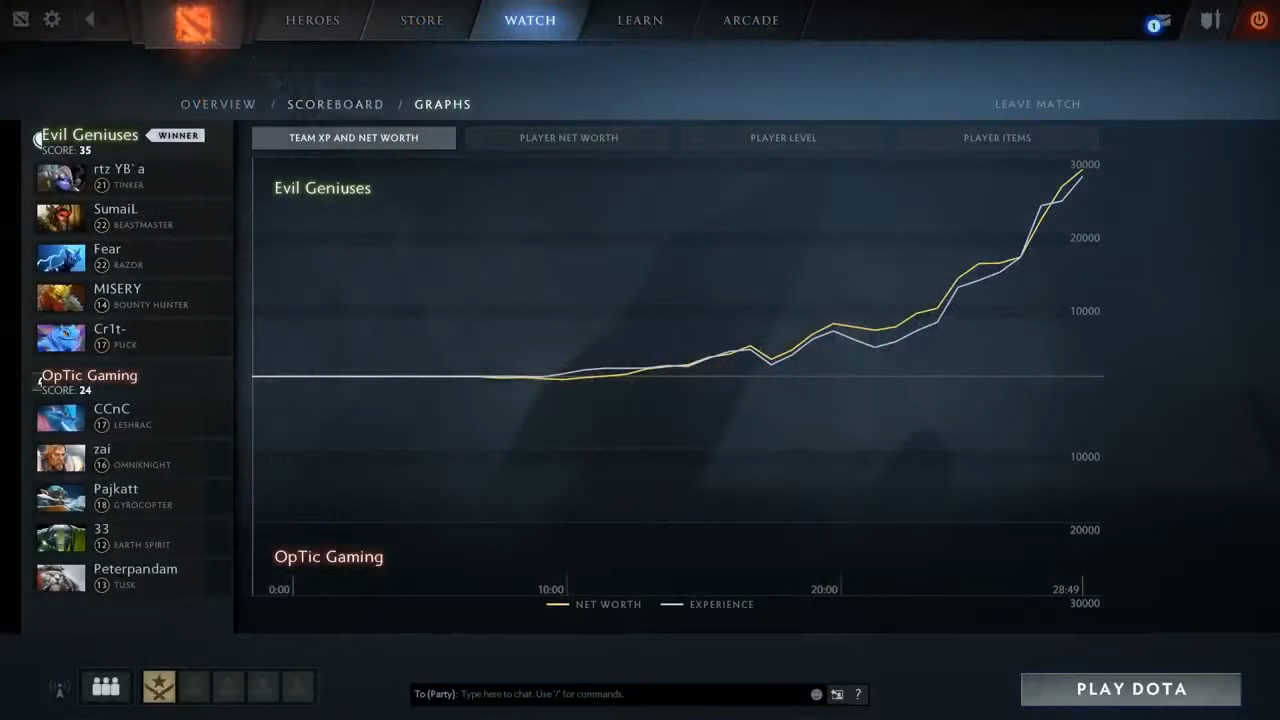 HEROES
STORE
WATCH
LEARN
ARCADE
1
OVERVIEW / SCOREBOARD / GRAPHS
LEAVE MATCH
Evil Geniuses
WINNER
SCORE: 35
rtz YB`a
21 TINKER
SumaiL
22 BEASTMASTER
Fear
22 RAZOR
MISERY
14 BOUNTY HUNTER
Cr1t-
17 PUCK
OpTic Gaming
SCORE: 24
CCnC
17 LESHRAC
zai
16 OMNIKNIGHT
Pajkatt
18 GYROCOPTER
33
12 EARTH SPIRIT
Peterpandam
13 TUSK
TEAM XP AND NET WORTH
PLAYER NET WORTH
PLAYER LEVEL
PLAYER ITEMS
Evil Geniuses
30000
20000
10000
10000
20000
OpTic Gaming
0:00
10:00
20:00
28:49
30000
NET WORTH
EXPERIENCE
To (Party): Type here to chat. Use '/' for commands.
?
PLAY DOTA